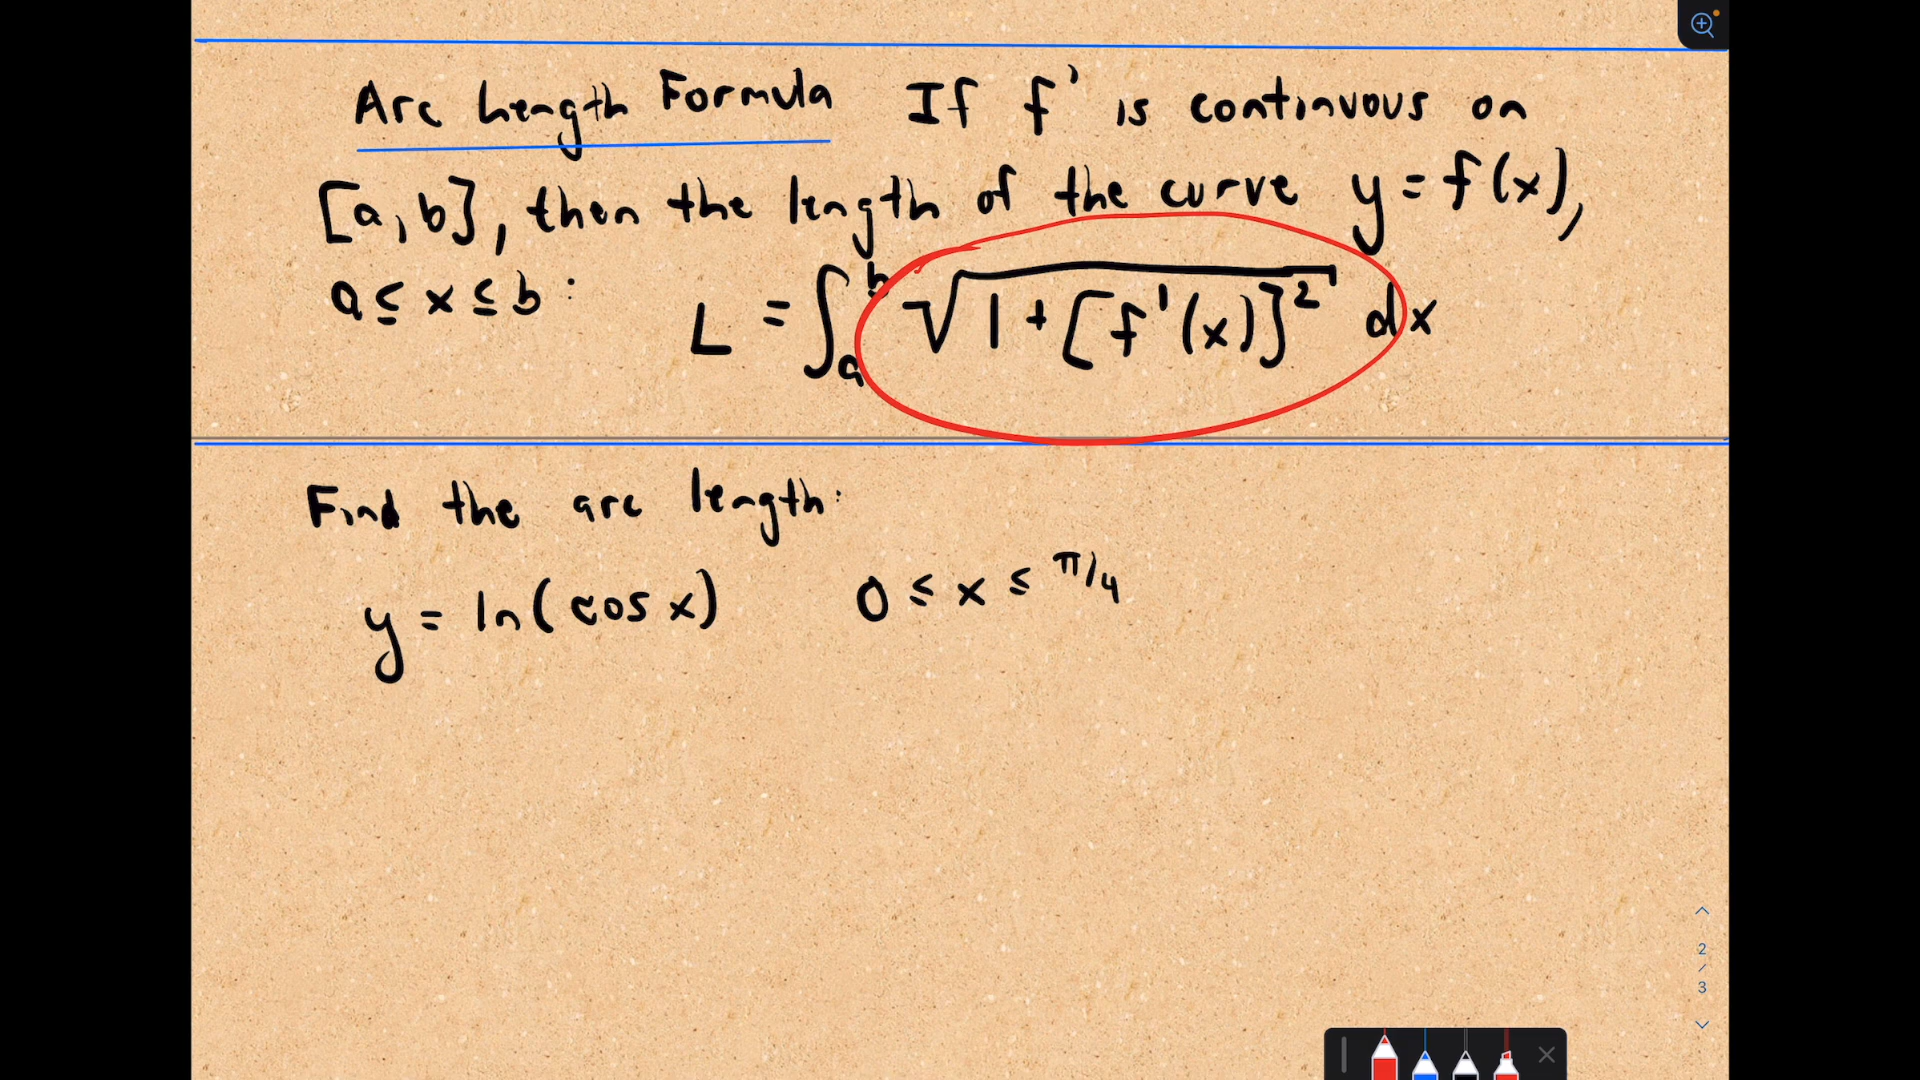 Arc Length Formula If f' is continuous on
[a, b], then the length of the curve y = f(x),
a ≤ x ≤ b : L = ∫_a^b √(1 + [f'(x)]²) dx
Find the arc length:
y = ln(cos x) 0 ≤ x ≤ π/4
2
/
3